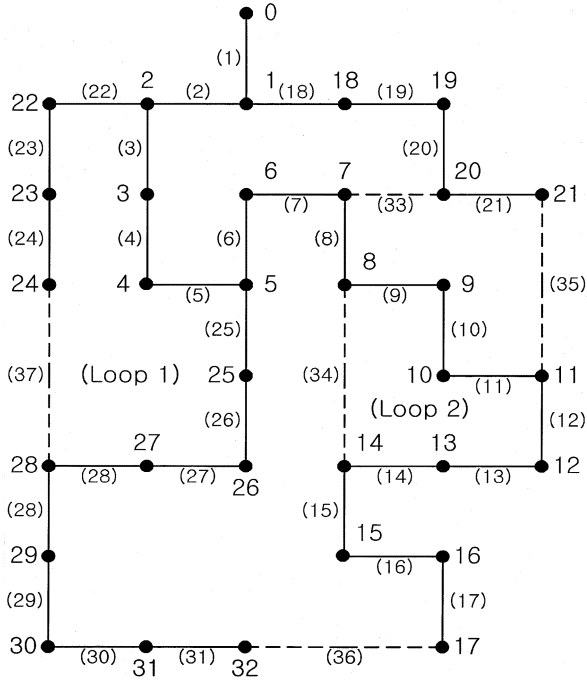 0
(1)
22 (22) 2 (2) 1 (18) 18 (19) 19
(23) (3) (20)
23 3 6 (7) 7 (33) 20 (21) 21
(24) (4) (6) (8)
24 4 (5) 5 8 (9) 9 (35)
(25) (10)
(37) (Loop 1) 25 (34) 10 (11) 11
(26) (Loop 2) (12)
28 (28) 27 (27) 26 14 (14) 13 (13) 12
(28) (15)
29 15 (16) 16
(29) (17)
30 (30) 31 (31) 32 (36) 17